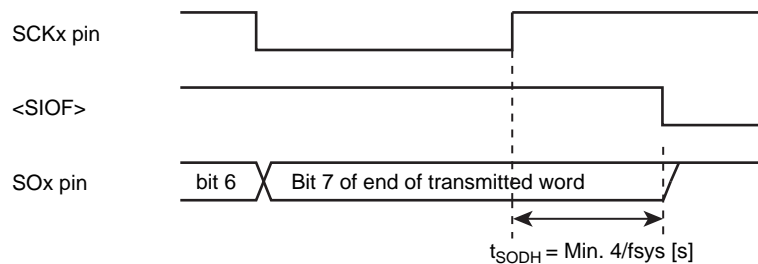 SCKx pin
<SIOF>
SOx pin
bit 6
Bit 7 of end of transmitted word
tSODH = Min. 4/fsys [s]